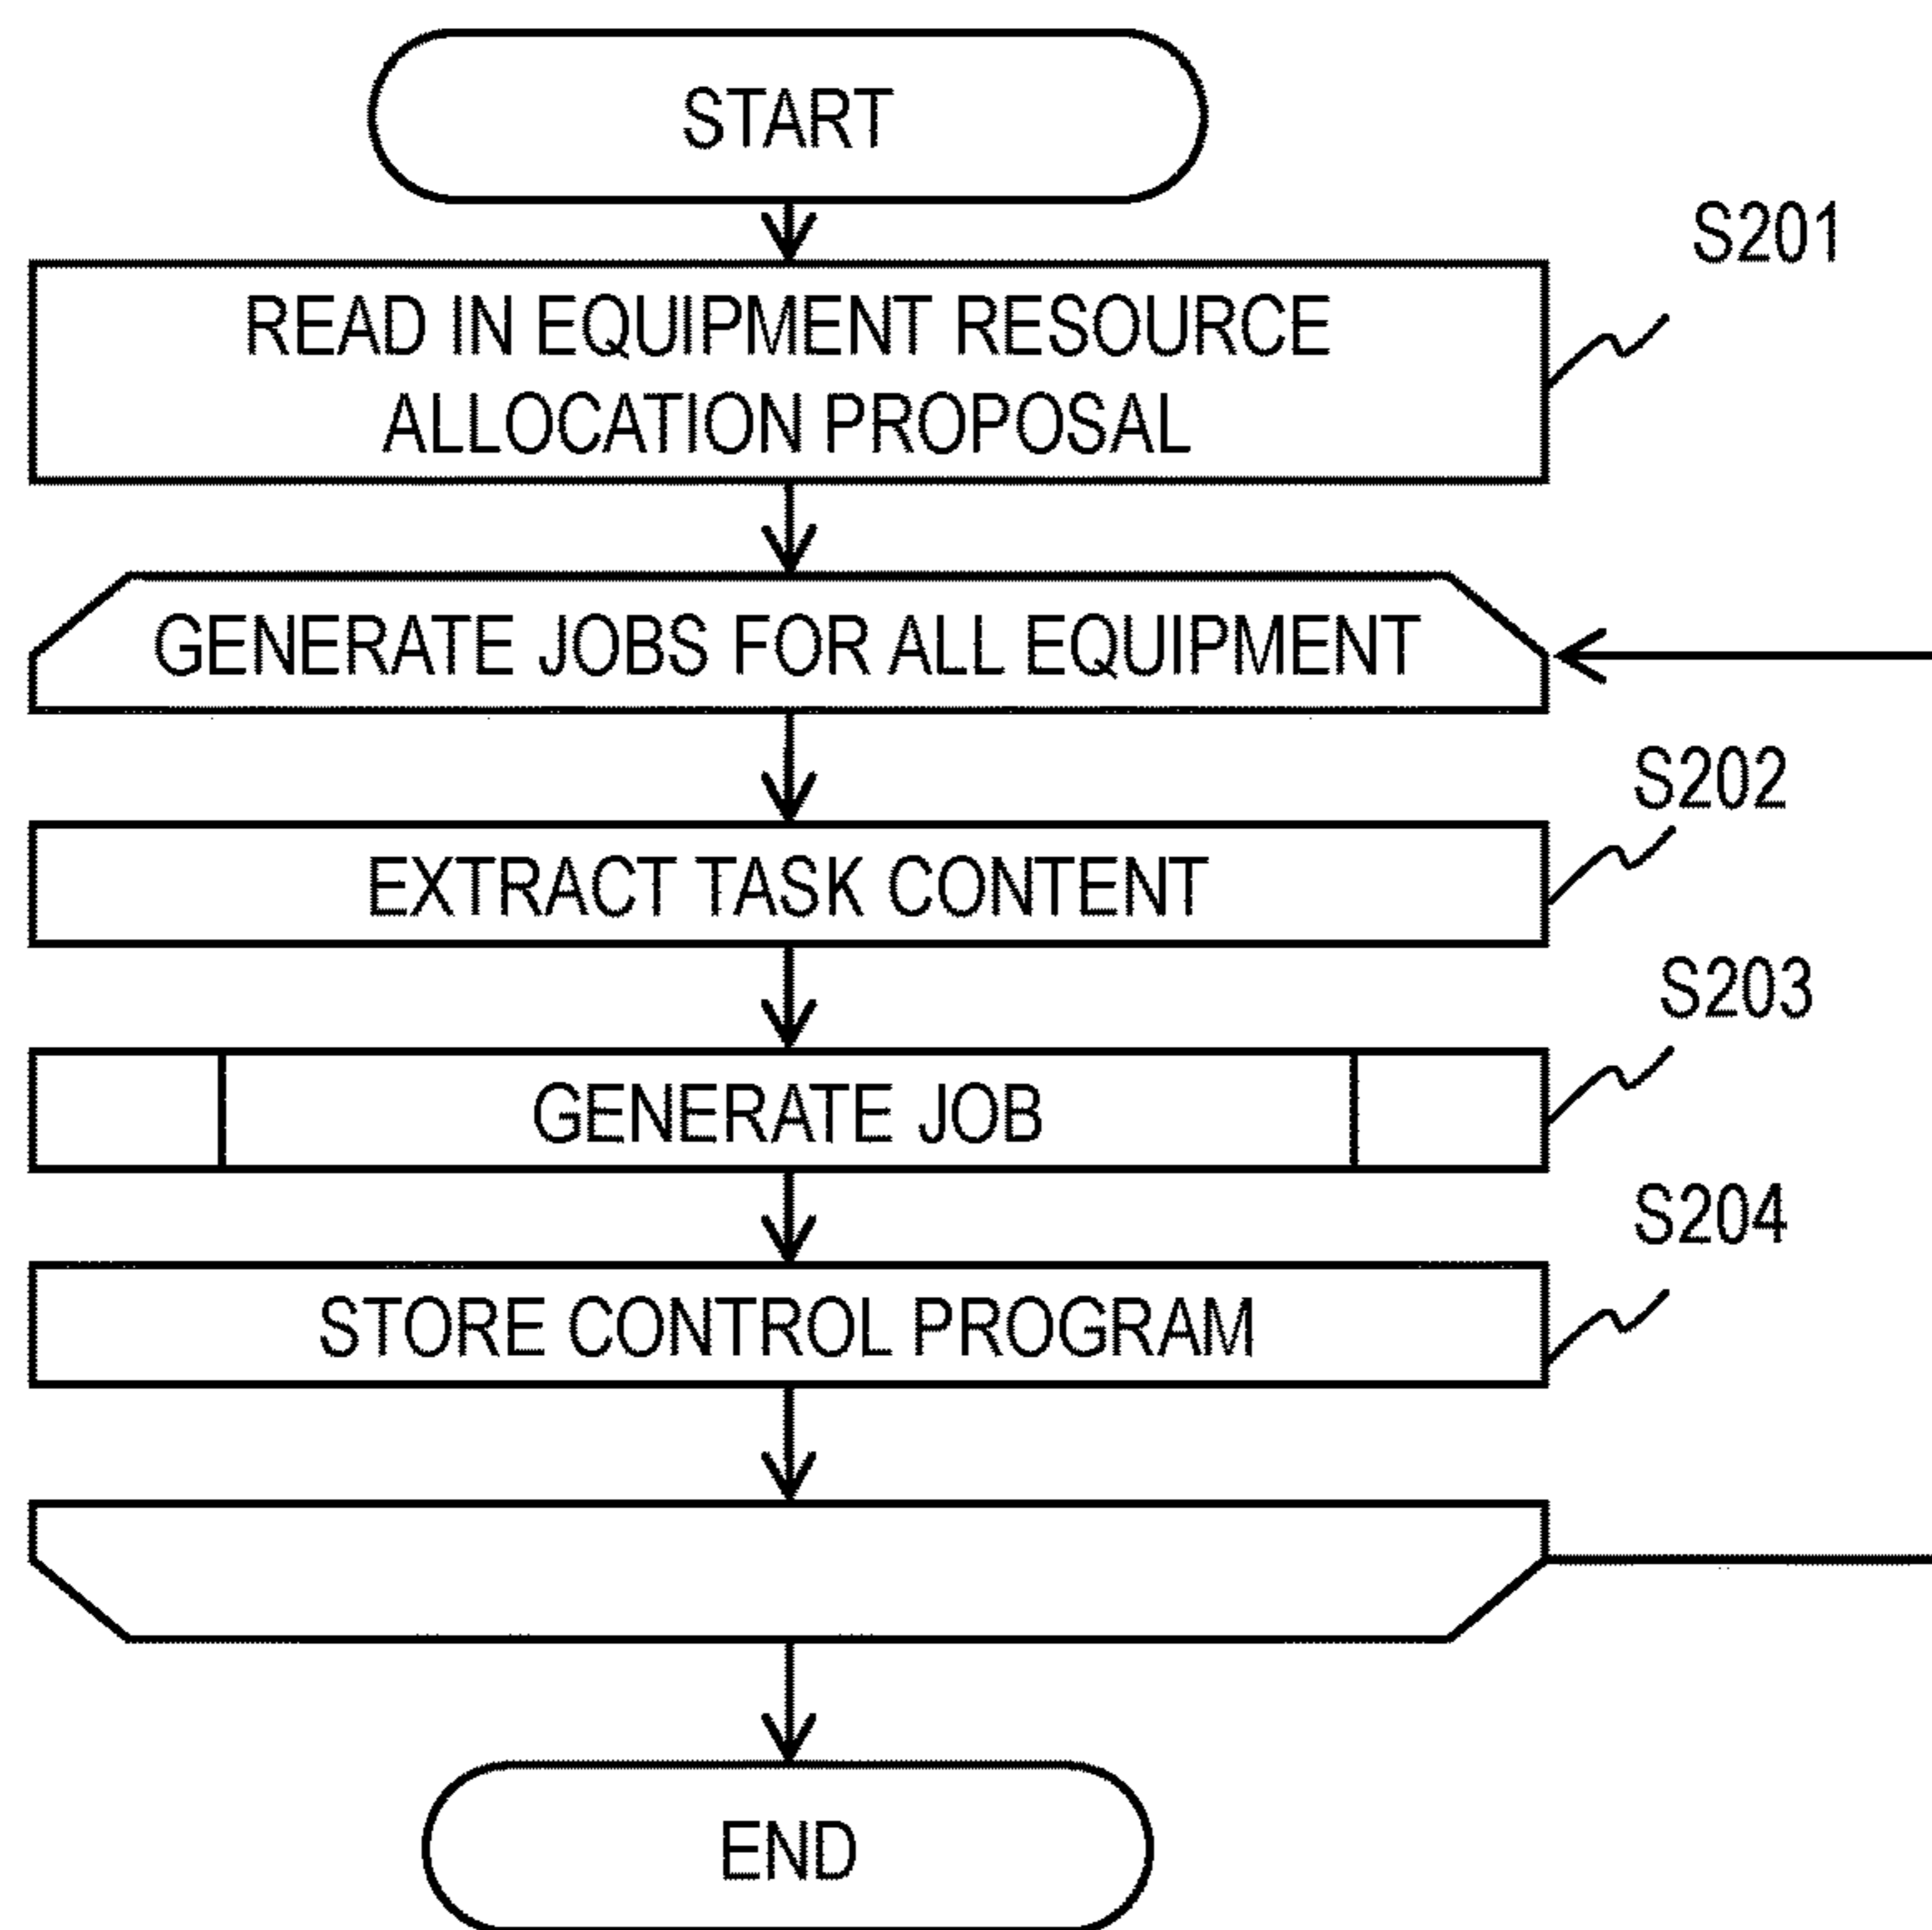 START
S201
READ IN EQUIPMENT RESOURCE
ALLOCATION PROPOSAL
GENERATE JOBS FOR ALL EQUIPMENT
S202
EXTRACT TASK CONTENT
S203
GENERATE JOB
S204
STORE CONTROL PROGRAM
END